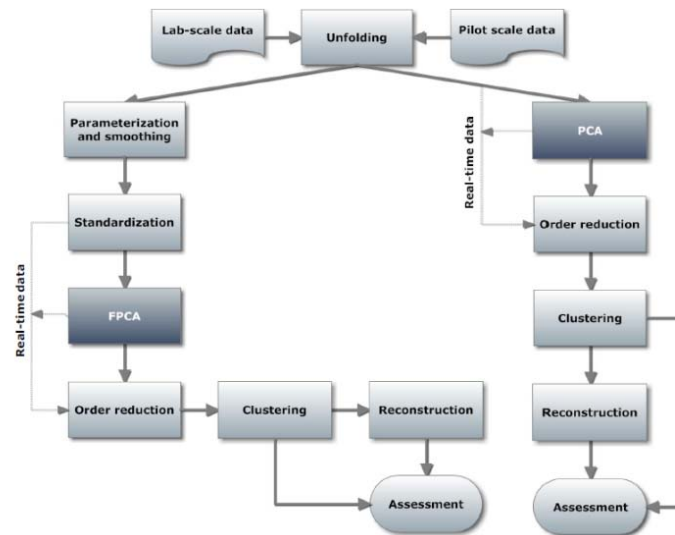 Lab-scale data
Unfolding
Pilot scale data
Parameterization
and smoothing
Standardization
Real-time data
FPCA
Order reduction
Clustering
Reconstruction
Assessment
PCA
Real-time data
Order reduction
Clustering
Reconstruction
Assessment